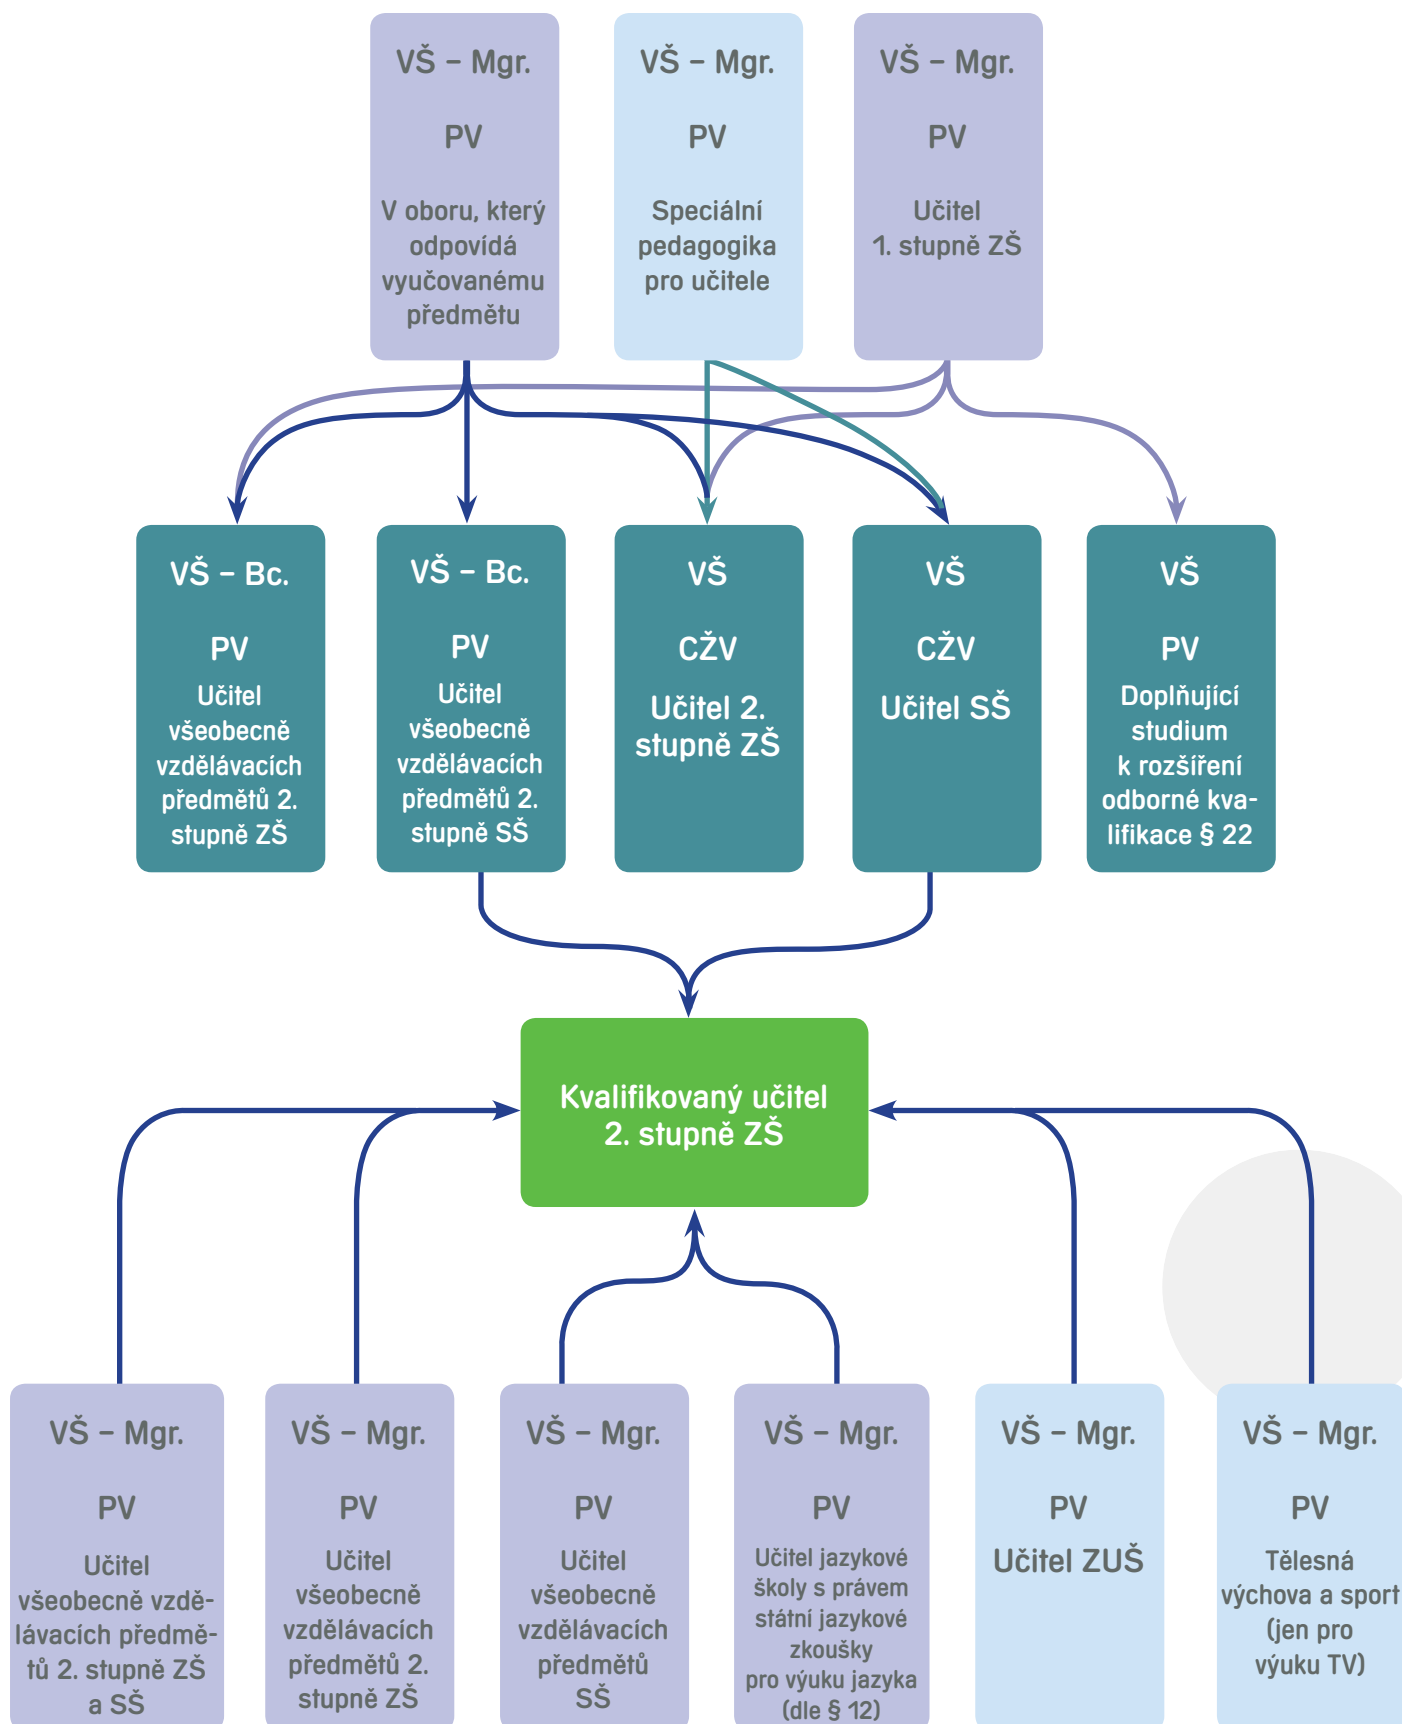 VŠ – Mgr.
PV
V oboru, který
odpovídá
vyučovanému
předmětu
VŠ – Mgr.
PV
Speciální
pedagogika
pro učitele
VŠ – Mgr.
PV
Učitel
1. stupně ZŠ
VŠ – Bc.
PV
Učitel
všeobecně
vzdělávacích
předmětů 2.
stupně ZŠ
VŠ – Bc.
PV
Učitel
všeobecně
vzdělávacích
předmětů 2.
stupně SŠ
VŠ
CŽV
Učitel 2.
stupně ZŠ
VŠ
CŽV
Učitel SŠ
VŠ
PV
Doplňující
studium
k rozšíření
odborné kva-
lifikace § 22
Kvalifikovaný učitel
2. stupně ZŠ
VŠ – Mgr.
PV
Učitel
všeobecně vzdě-
lávacích předmě-
tů 2. stupně ZŠ
a SŠ
VŠ – Mgr.
PV
Učitel
všeobecně
vzdělávacích
předmětů 2.
stupně ZŠ
VŠ – Mgr.
PV
Učitel
všeobecně
vzdělávacích
předmětů
SŠ
VŠ – Mgr.
PV
Učitel jazykové
školy s právem
státní jazykové
zkoušky
pro výuku jazyka
(dle § 12)
VŠ – Mgr.
PV
Učitel ZUŠ
VŠ – Mgr.
PV
Tělesná
výchova a sport
(jen pro
výuku TV)